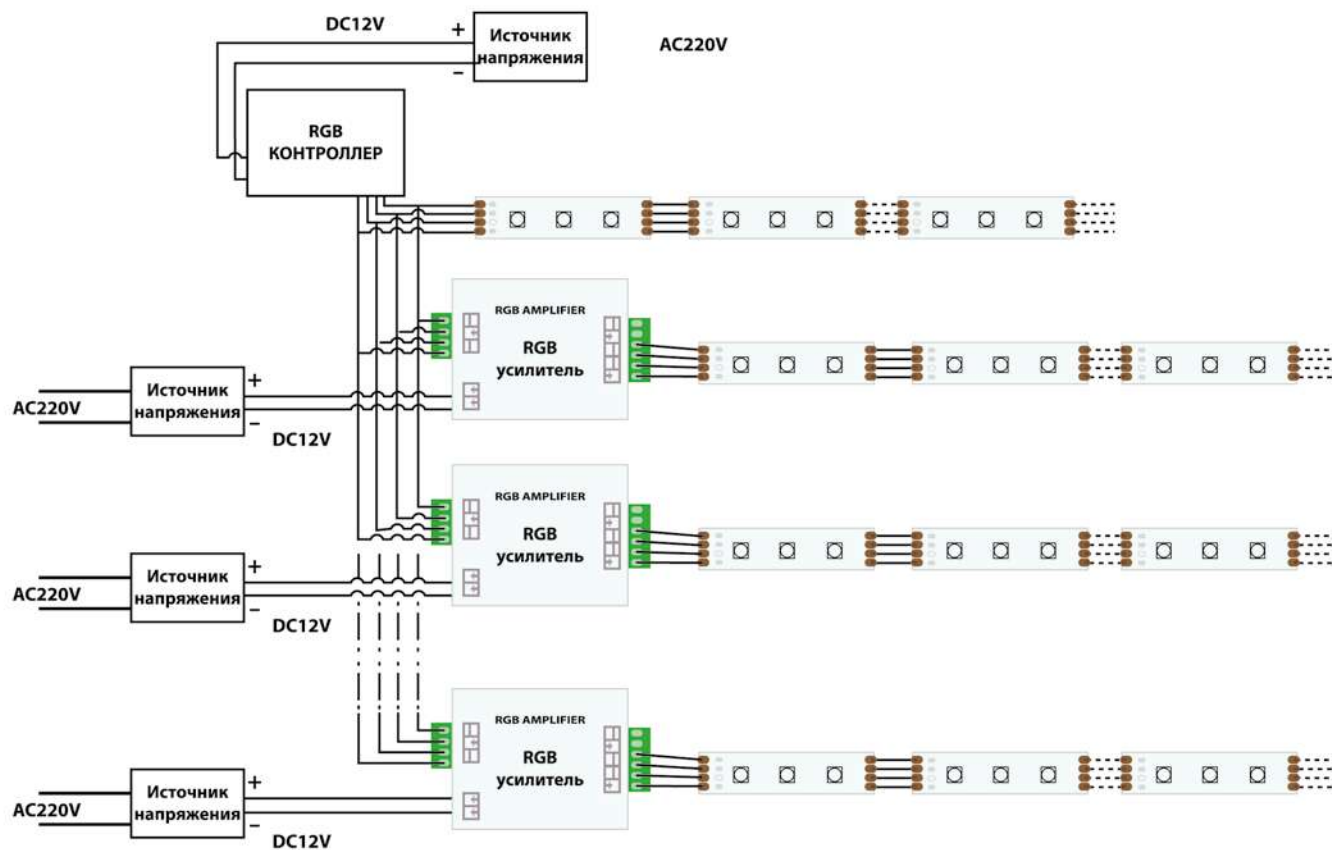 DC12V
+
Источник
напряжения
–
AC220V
RGB
КОНТРОЛЛЕР
RGB AMPLIFIER
RGB
усилитель
Источник
напряжения
+
–
AC220V
DC12V
RGB AMPLIFIER
RGB
усилитель
Источник
напряжения
+
–
AC220V
DC12V
RGB AMPLIFIER
RGB
усилитель
Источник
напряжения
+
–
AC220V
DC12V